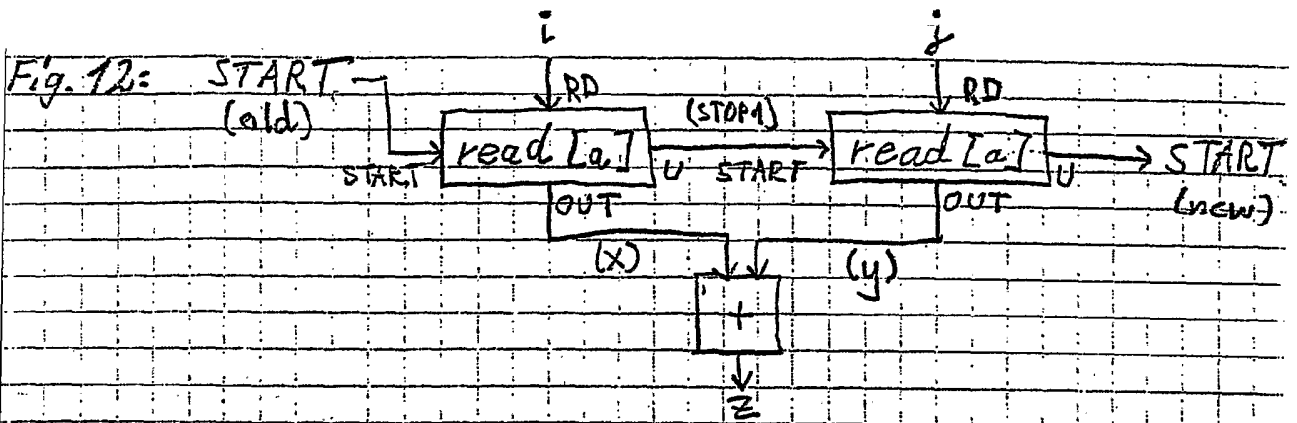 i j
Fig. 12: START RD RD
(old) (STOP1)
START read [a] U START read [a] U START
OUT OUT (new)
(x) (y)
+
z